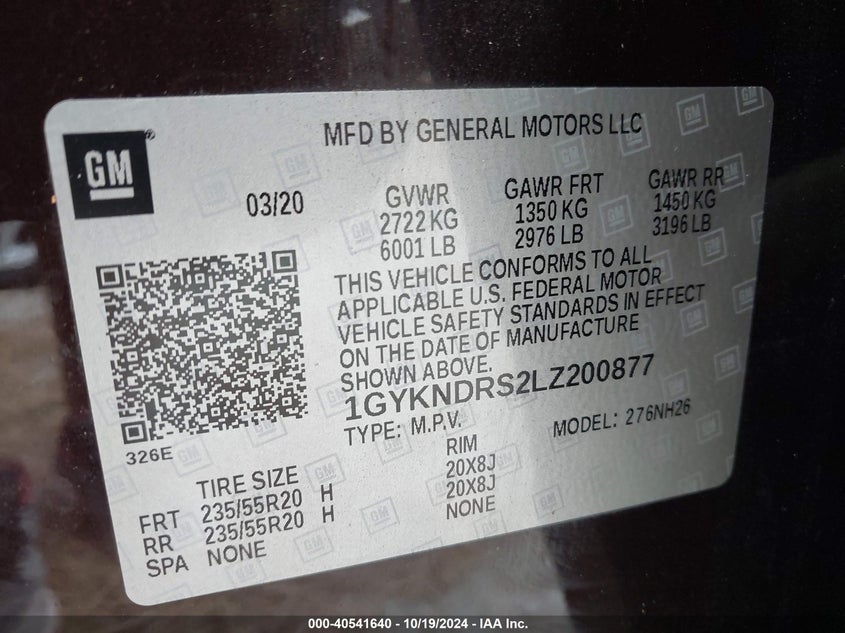 MFD BY GENERAL MOTORS LLC
GM®
03/20
GVWR GAWR FRT GAWR RR
2722 KG 1350 KG 1450 KG
6001 LB 2976 LB 3196 LB
THIS VEHICLE CONFORMS TO ALL
APPLICABLE U.S. FEDERAL MOTOR
VEHICLE SAFETY STANDARDS IN EFFECT
ON THE DATE OF MANUFACTURE
SHOWN ABOVE.
1GYKNDRS2LZ200877
TYPE: M.P.V. MODEL: 276NH26
326E
TIRE SIZE RIM
FRT 235/55R20 H 20X8J
RR 235/55R20 H 20X8J
SPA NONE NONE
000-40541640 - 10/19/2024 - IAA Inc.